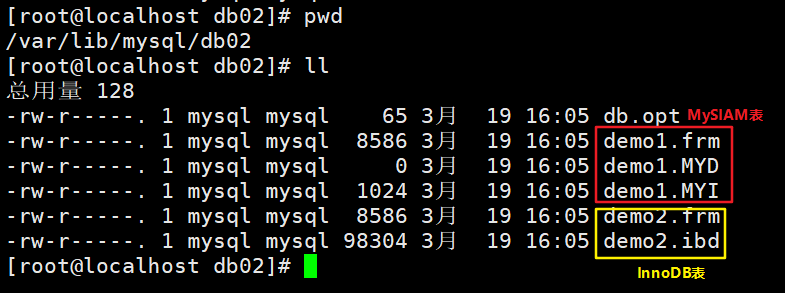 [root@localhost db02]# pwd
/var/lib/mysql/db02
[root@localhost db02]# ll
总用量 128
-rw-r-----. 1 mysql mysql    65 3月  19 16:05 db.opt MySIAM表
-rw-r-----. 1 mysql mysql  8586 3月  19 16:05 demo1.frm
-rw-r-----. 1 mysql mysql     0 3月  19 16:05 demo1.MYD
-rw-r-----. 1 mysql mysql  1024 3月  19 16:05 demo1.MYI
-rw-r-----. 1 mysql mysql  8586 3月  19 16:05 demo2.frm
-rw-r-----. 1 mysql mysql 98304 3月  19 16:05 demo2.ibd
[root@localhost db02]#
InnoDB表